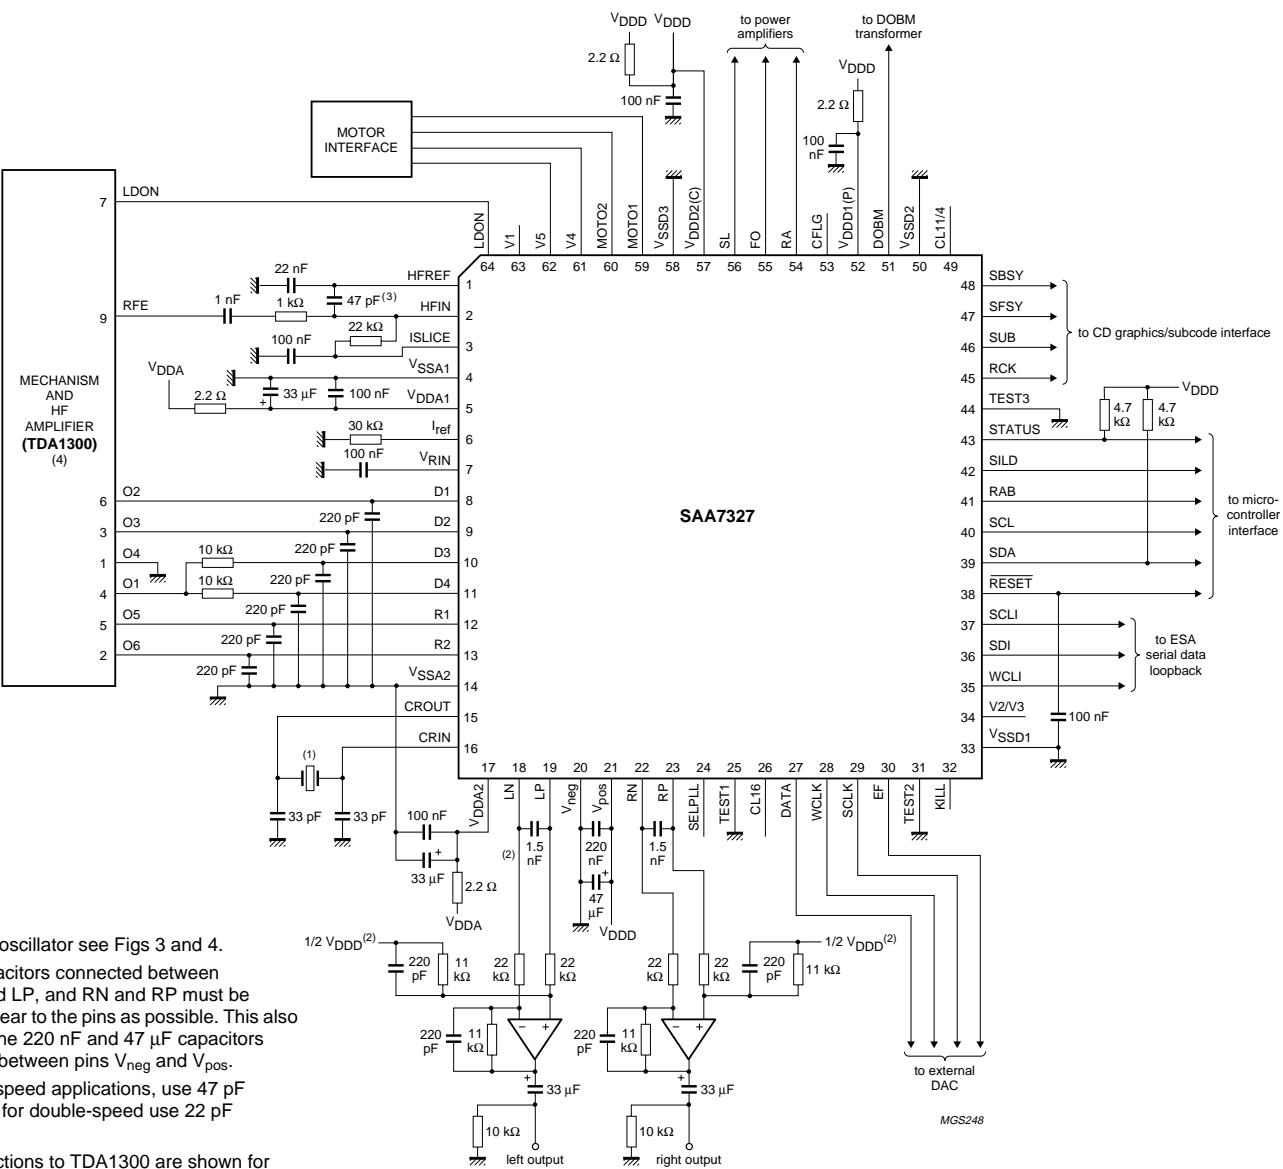 VDDD VDDD
to power
amplifiers
to DOBM
transformer
2.2 Ω
100 nF
VDDD
2.2 Ω
100
nF
MOTOR
INTERFACE
MECHANISM
AND
HF
AMPLIFIER
(TDA1300)
(4)
7 LDON
9 RFE
6 O2
3 O3
1 O4
4 O1
5 O5
2 O6
LDON
V1
V5
V4
MOTO2
MOTO1
VSSD3
VDDD2(C)
SL
FO
RA
CFLG
VDDD1(P)
DOBM
VSSD2
CL11/4
64 63 62 61 60 59 58 57 56 55 54 53 52 51 50 49
22 nF
HFREF 1
47 pF(3)
1 nF
1 kΩ
HFIN 2
22 kΩ
100 nF
ISLICE 3
VSSA1 4
VDDA
2.2 Ω
+
33 μF
100 nF
VDDA1 5
30 kΩ
Iref 6
100 nF
VRIN 7
D1 8
220 pF
D2 9
220 pF
10 kΩ
D3 10
220 pF
10 kΩ
D4 11
220 pF
R1 12
220 pF
R2 13
220 pF
VSSA2 14
CROUT 15
CRIN 16
(1)
33 pF
33 pF
SAA7327
48 SBSY
47 SFSY
46 SUB
45 RCK
to CD graphics/subcode interface
44 TEST3
VDDD
4.7
kΩ
4.7
kΩ
43 STATUS
42 SILD
41 RAB
40 SCL
39 SDA
38 RESET
to micro-
controller
interface
37 SCLI
36 SDI
35 WCLI
to ESA
serial data
loopback
34 V2/V3
33 VSSD1
100 nF
17 18 19 20 21 22 23 24 25 26 27 28 29 30 31 32
VDDA2
LN
LP
Vneg
Vpos
RN
RP
SELPLL
TEST1
CL16
DATA
WCLK
SCLK
EF
TEST2
KILL
100 nF
+
33 μF
2.2 Ω
VDDA
(2)
1.5
nF
220
nF
+
47
μF
VDDD
1.5
nF
1/2 VDDD(2)
220
pF
11
kΩ
22
kΩ
22
kΩ
22
kΩ
22
kΩ
220
pF
11 kΩ
1/2 VDDD(2)
220
pF
11
kΩ
− +
+
33 μF
10 kΩ
left output
220
pF
11
kΩ
− +
+
33 μF
10 kΩ
right output
to external
DAC
MGS248
oscillator see Figs 3 and 4.
acitors connected between
d LP, and RN and RP must be
ear to the pins as possible. This also
he 220 nF and 47 μF capacitors
between pins Vneg and Vpos.
speed applications, use 47 pF
for double-speed use 22 pF
ctions to TDA1300 are shown for